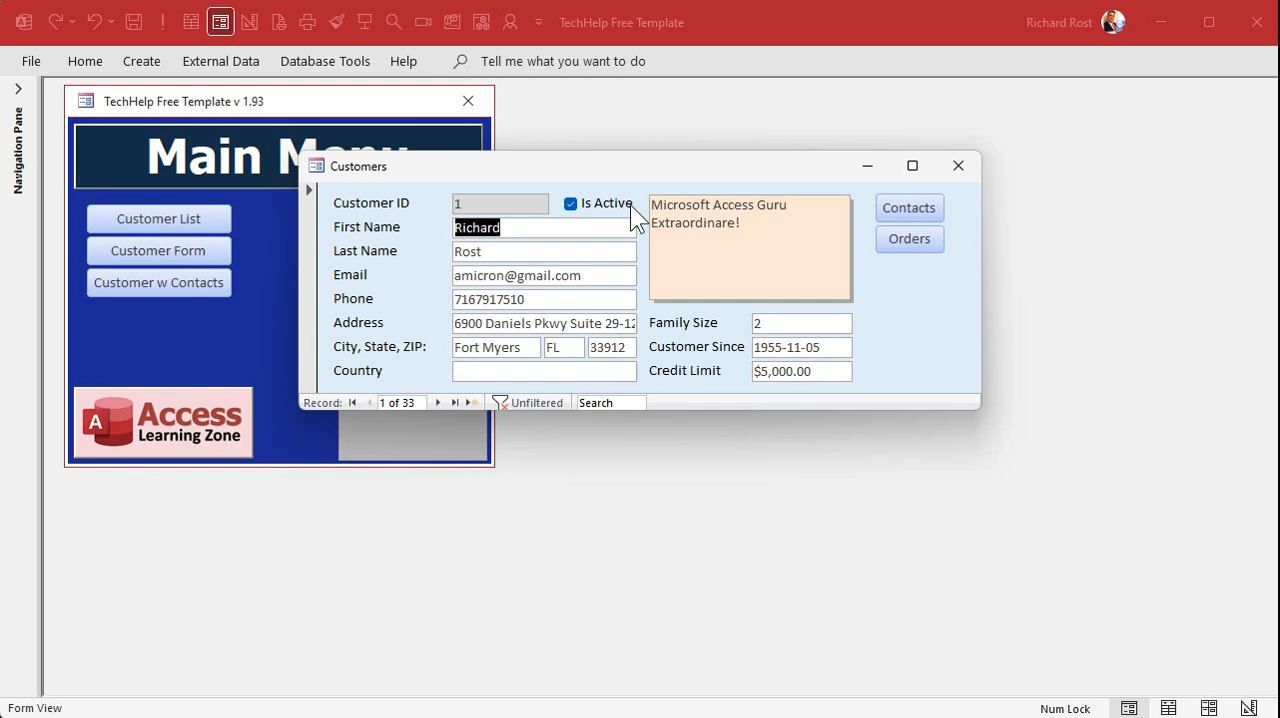 TechHelp Free Template
Richard Rost
File
Home
Create
External Data
Database Tools
Help
Tell me what you want to do
Navigation Pane
TechHelp Free Template v 1.93
Main M
Customer List
Customer Form
Customer w Contacts
A
Access
Learning Zone
Customers
Customer ID
1
Is Active
First Name
Richard
Last Name
Rost
Email
amicron@gmail.com
Phone
7167917510
Address
6900 Daniels Pkwy Suite 29-12
City, State, ZIP:
Fort Myers
FL
33912
Country
Microsoft Access Guru
Extraordinare!
Family Size
2
Customer Since
1955-11-05
Credit Limit
$5,000.00
Contacts
Orders
Record:
1 of 33
Unfiltered
Search
Form View
Num Lock